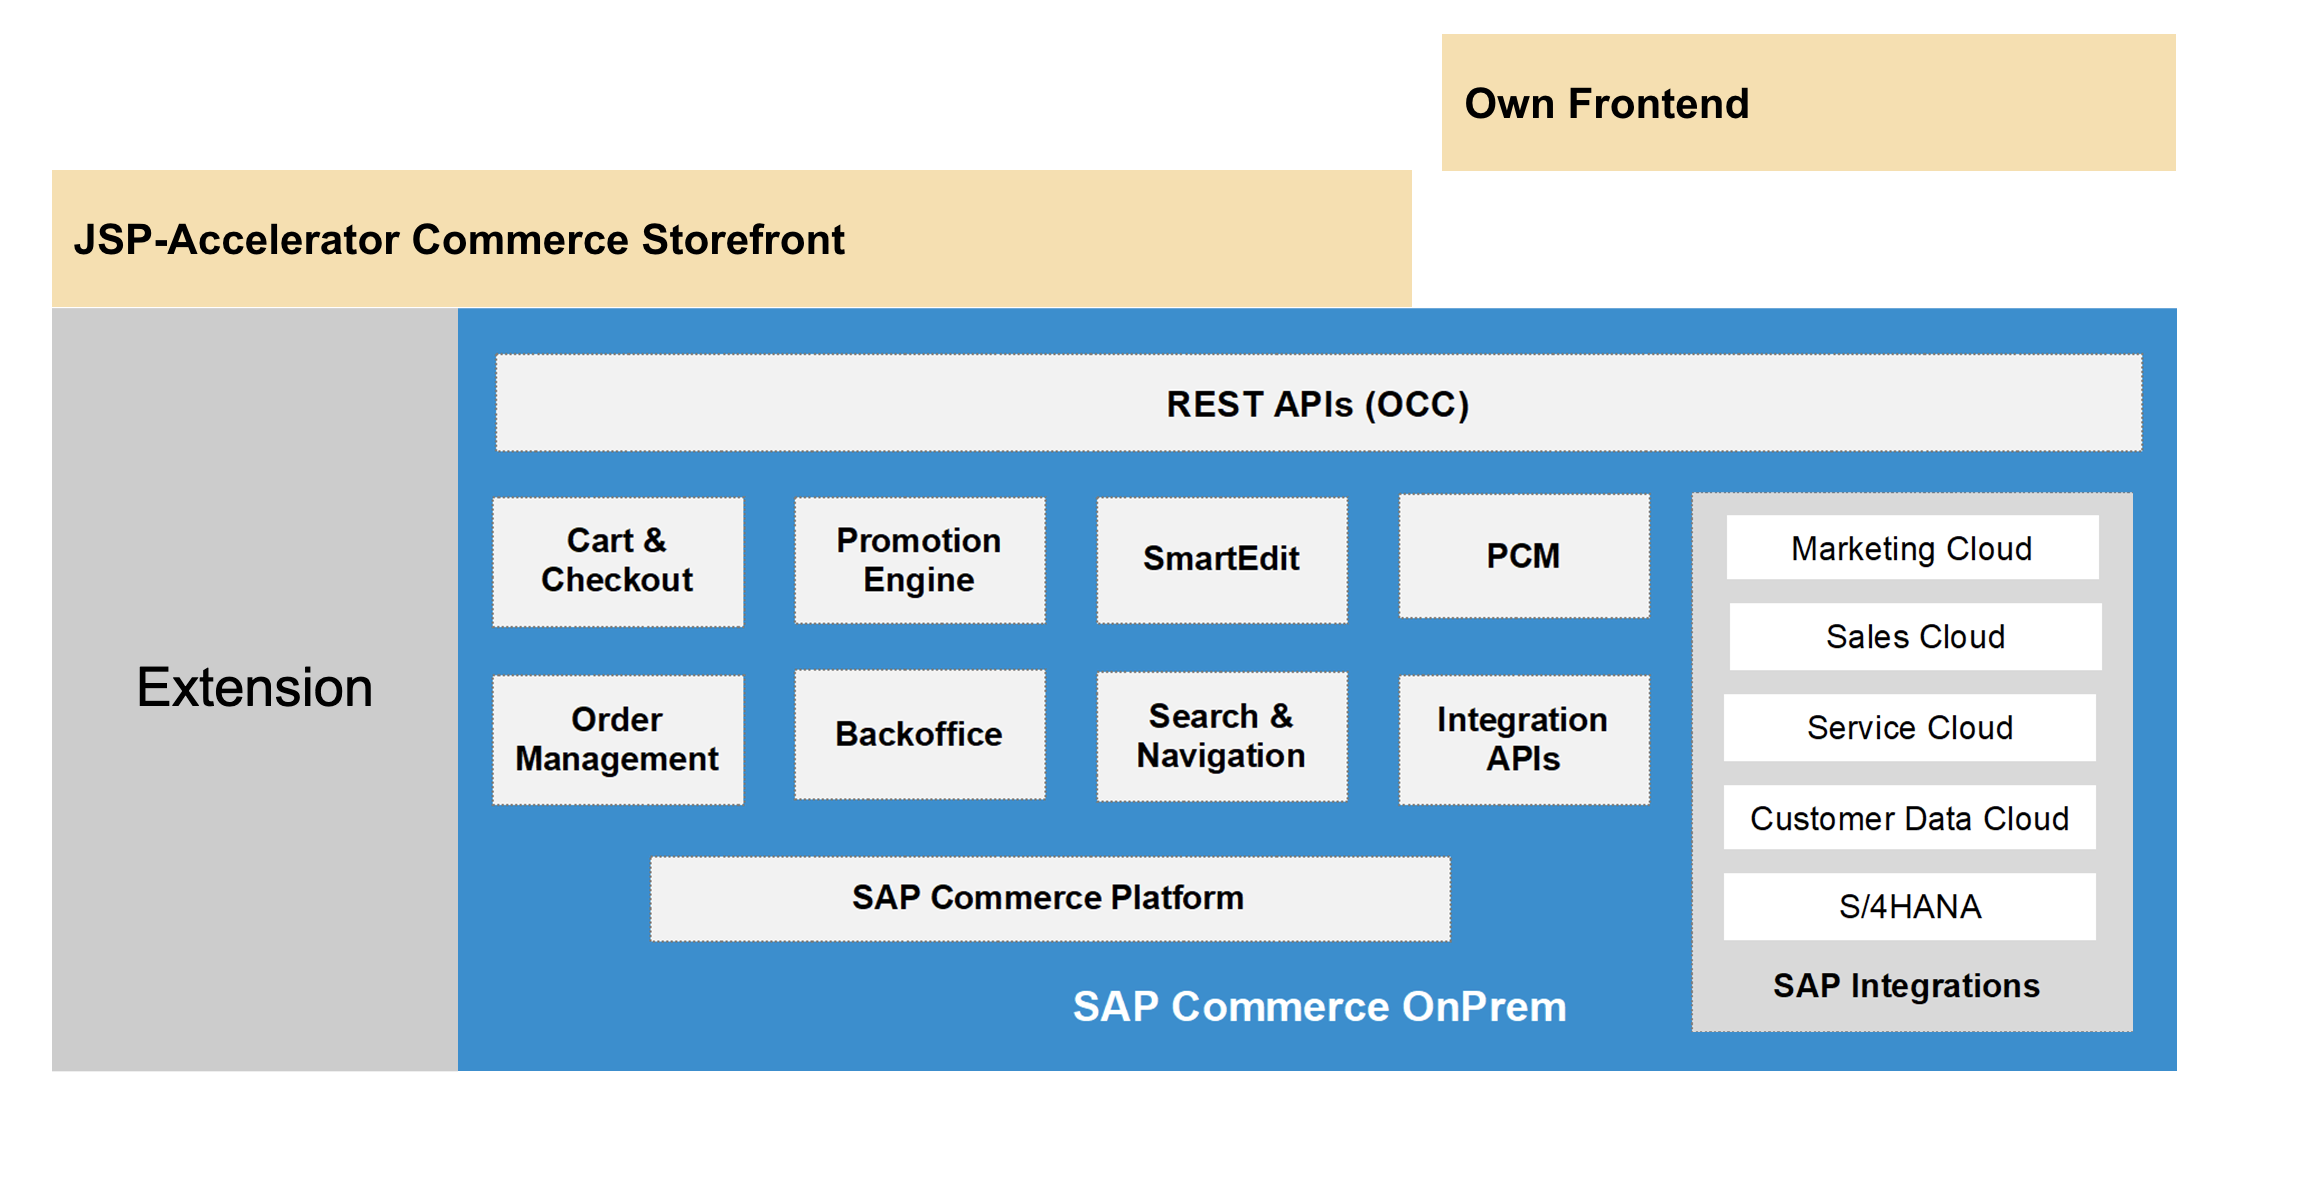 Own Frontend
JSP-Accelerator Commerce Storefront
Extension
REST APIs (OCC)
Cart &
Checkout
Promotion
Engine
SmartEdit
PCM
Order
Management
Backoffice
Search &
Navigation
Integration
APIs
SAP Commerce Platform
SAP Commerce OnPrem
Marketing Cloud
Sales Cloud
Service Cloud
Customer Data Cloud
S/4HANA
SAP Integrations